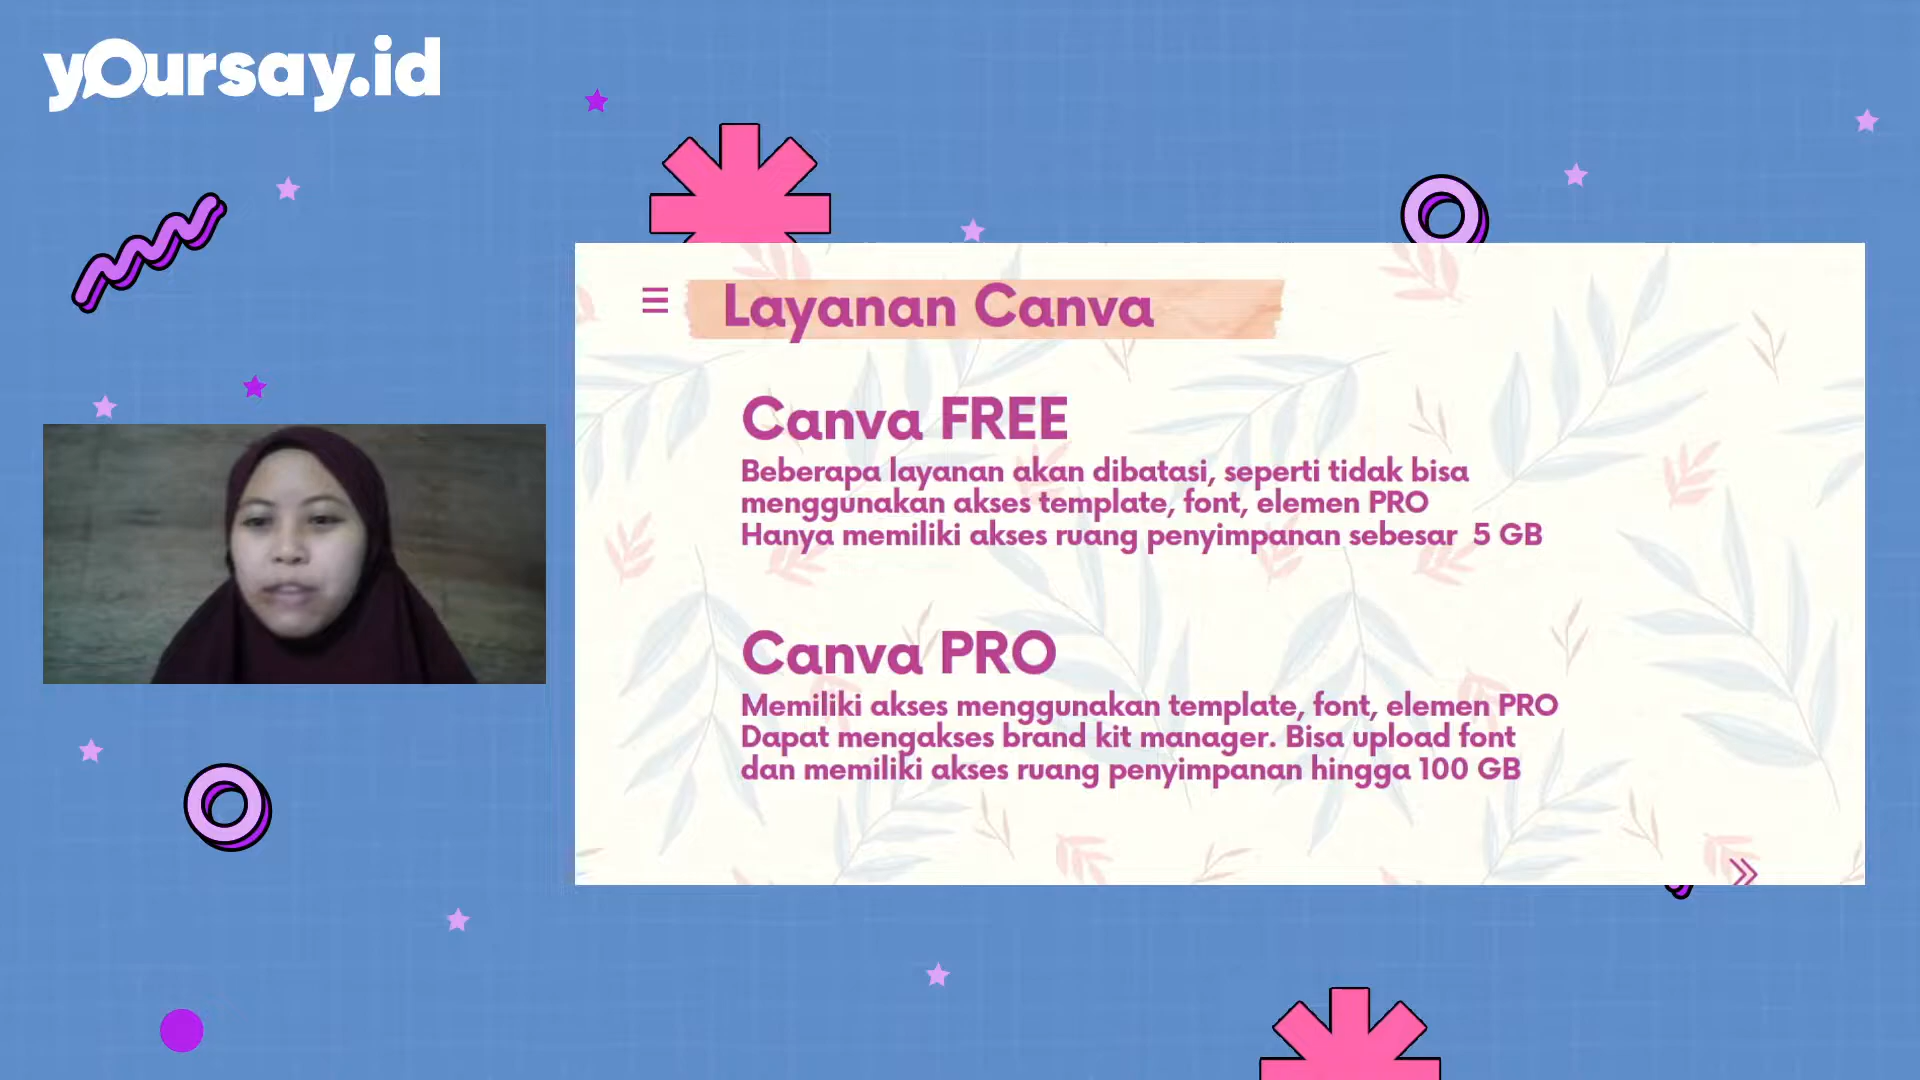 yoursay.id
Layanan Canva
Canva FREE
Beberapa layanan akan dibatasi, seperti tidak bisa
menggunakan akses template, font, elemen PRO
Hanya memiliki akses ruang penyimpanan sebesar 5 GB
Canva PRO
Memiliki akses menggunakan template, font, elemen PRO
Dapat mengakses brand kit manager. Bisa upload font
dan memiliki akses ruang penyimpanan hingga 100 GB